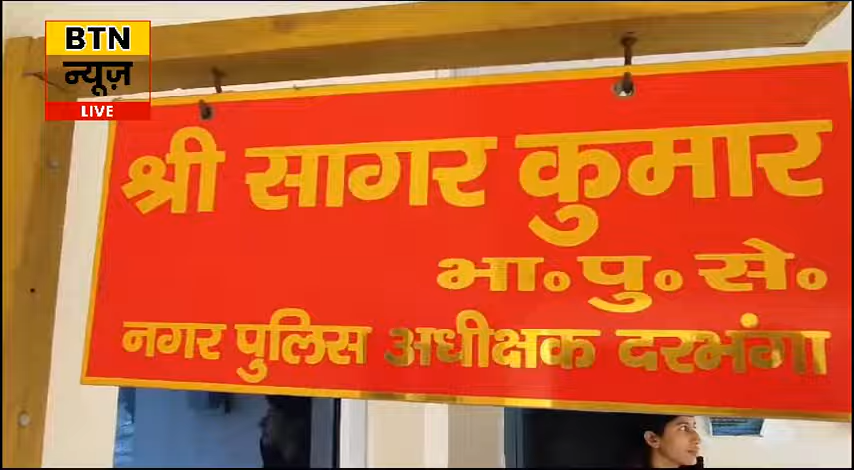 BTN
न्यूज़
LIVE
श्री सागर कुमार
भा॰पु॰से॰
नगर पुलिस अधीक्षक दरभंगा